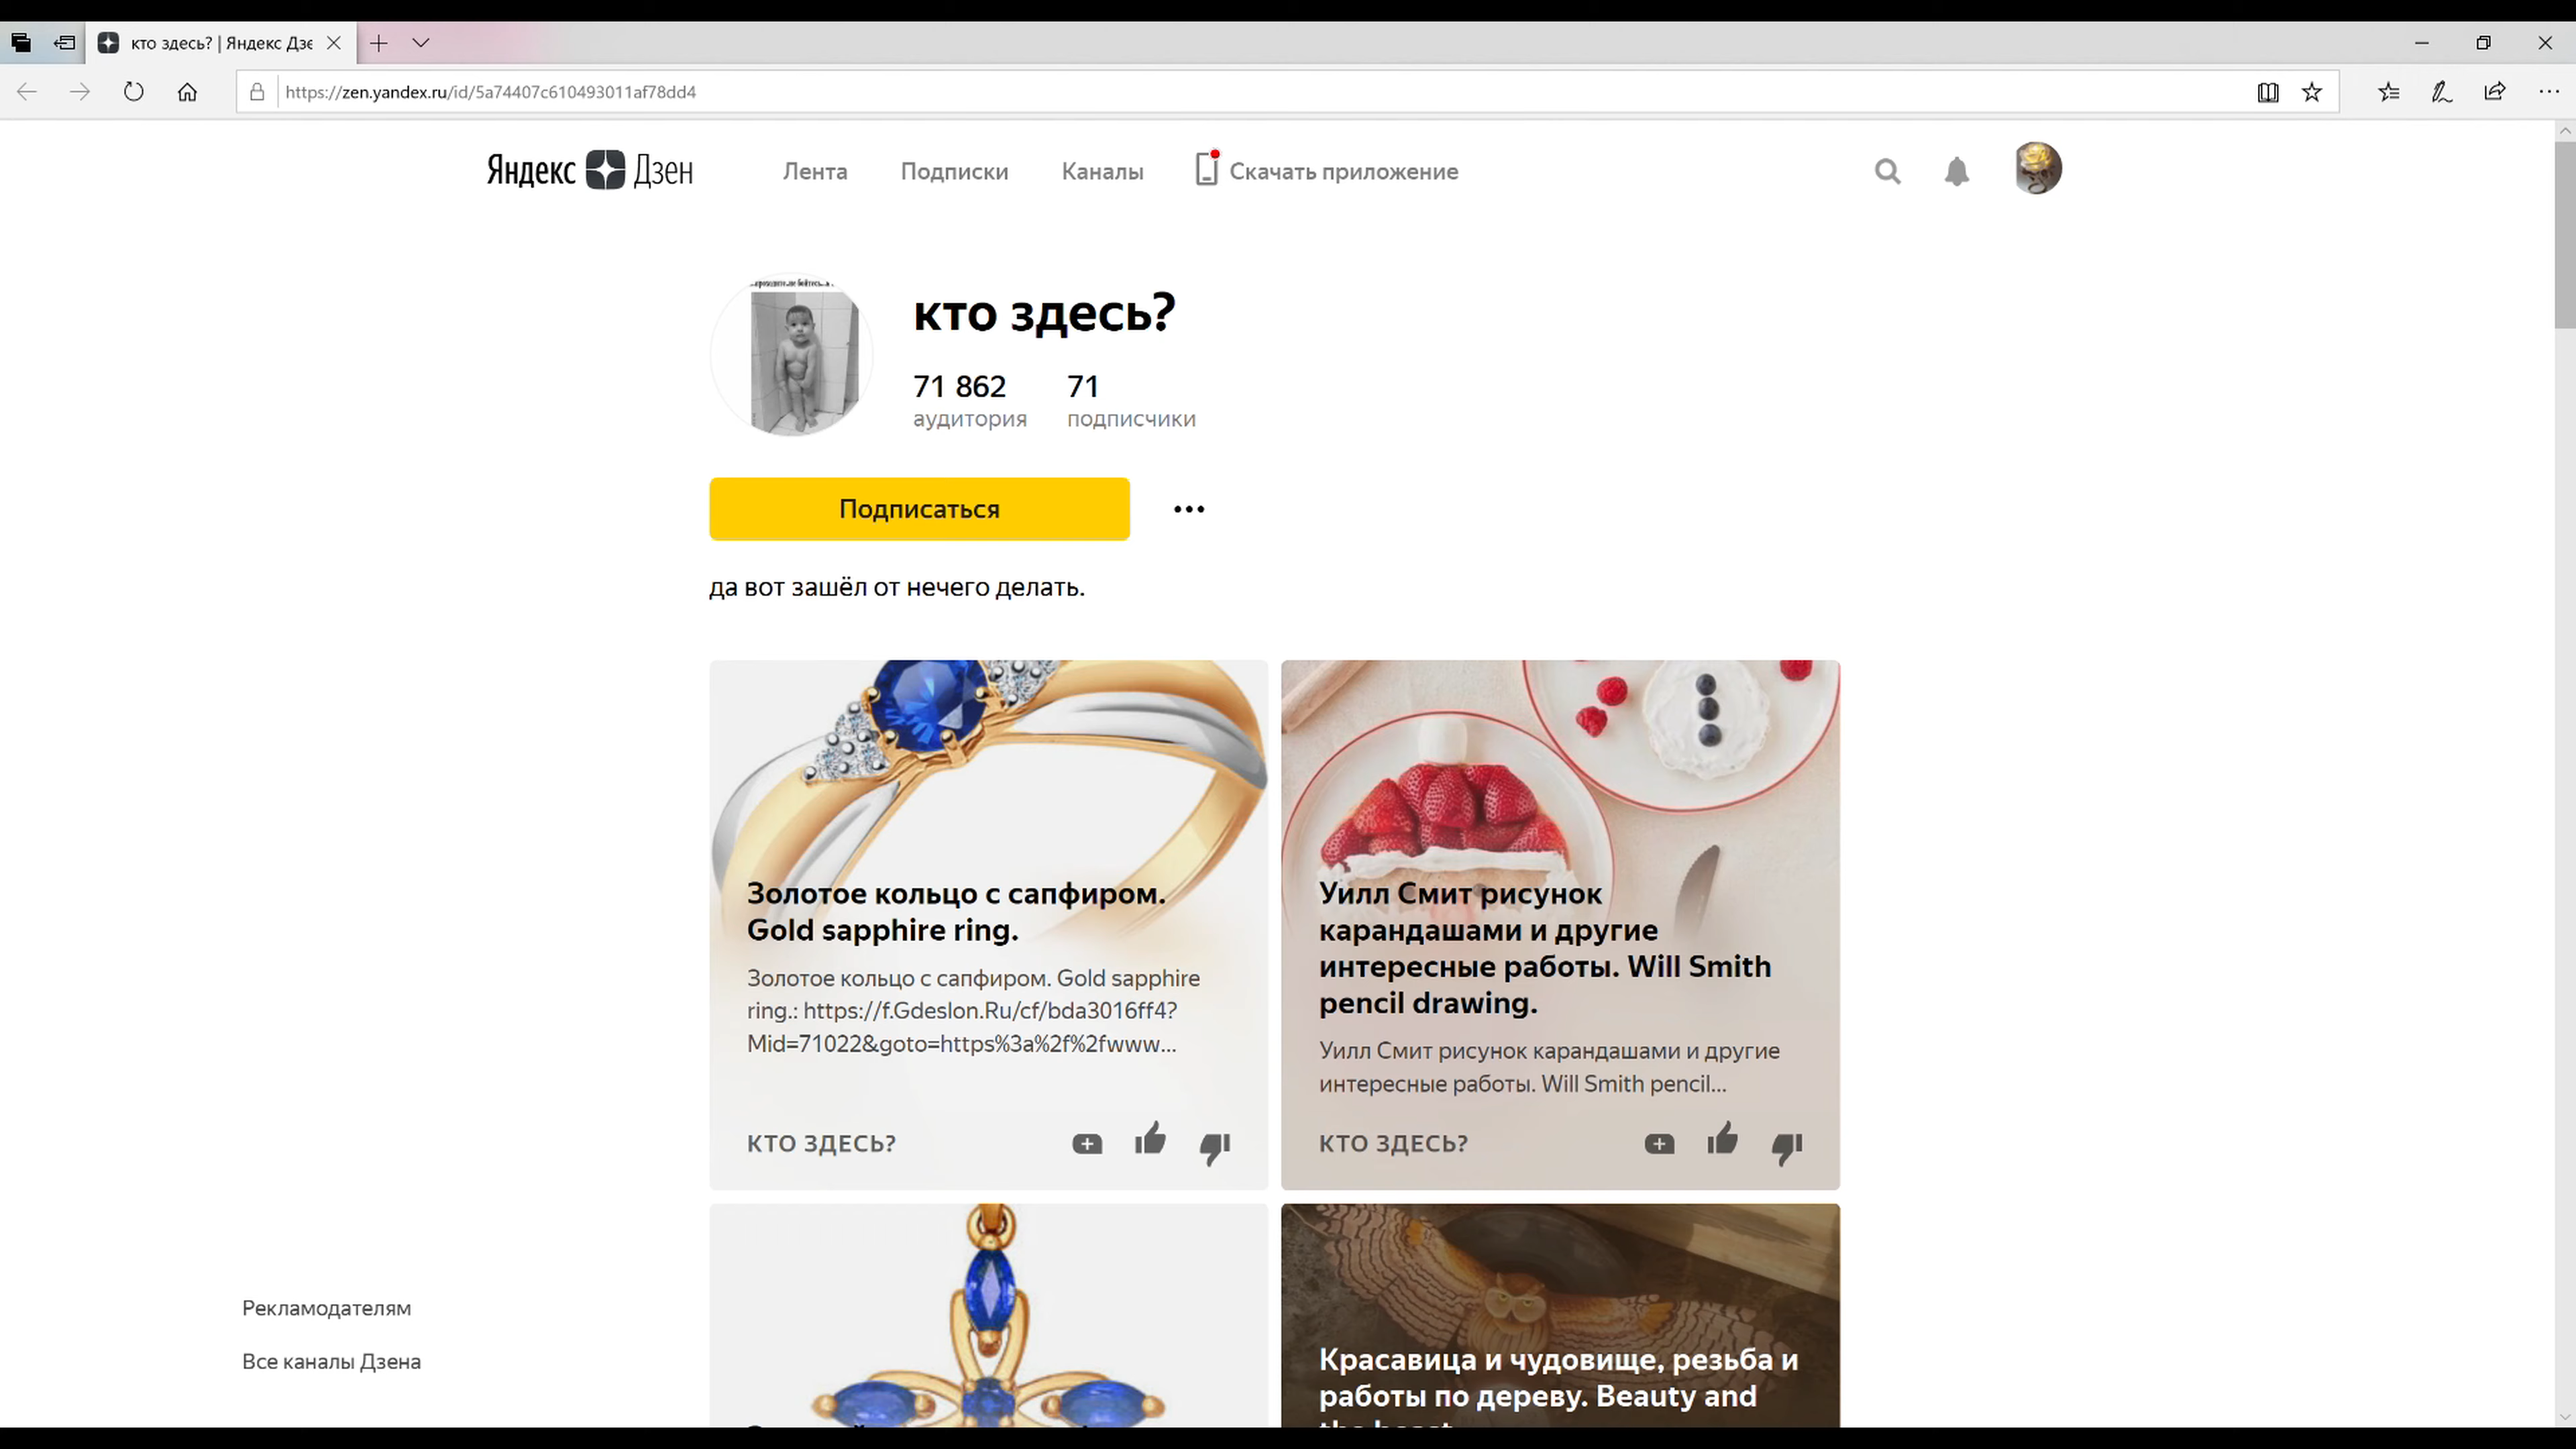 кто здесь? | Яндекс Дзе
https://zen.yandex.ru/id/5a74407c610493011af78dd4
Яндекс Дзен
Лента
Подписки
Каналы
Скачать приложение
кто здесь?
71 862
71
аудитория
подписчики
Подписаться
да вот зашёл от нечего делать.
Золотое кольцо с сапфиром.
Gold sapphire ring.
Золотое кольцо с сапфиром. Gold sapphire
ring.: https://f.Gdeslon.Ru/cf/bda3016ff4?
Mid=71022&goto=https%3a%2f%2fwww...
КТО ЗДЕСЬ?
Уилл Смит рисунок
карандашами и другие
интересные работы. Will Smith
pencil drawing.
Уилл Смит рисунок карандашами и другие
интересные работы. Will Smith pencil...
КТО ЗДЕСЬ?
Красавица и чудовище, резьба и
работы по дереву. Beauty and
Рекламодателям
Все каналы Дзена